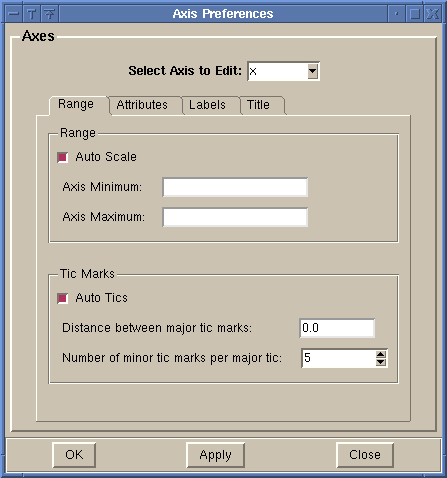 Axis Preferences
Axes
Select Axis to Edit: x
Range Attributes Labels Title
Range
Auto Scale
Axis Minimum:
Axis Maximum:
Tic Marks
Auto Tics
Distance between major tic marks: 0.0
Number of minor tic marks per major tic: 5
OK Apply Close